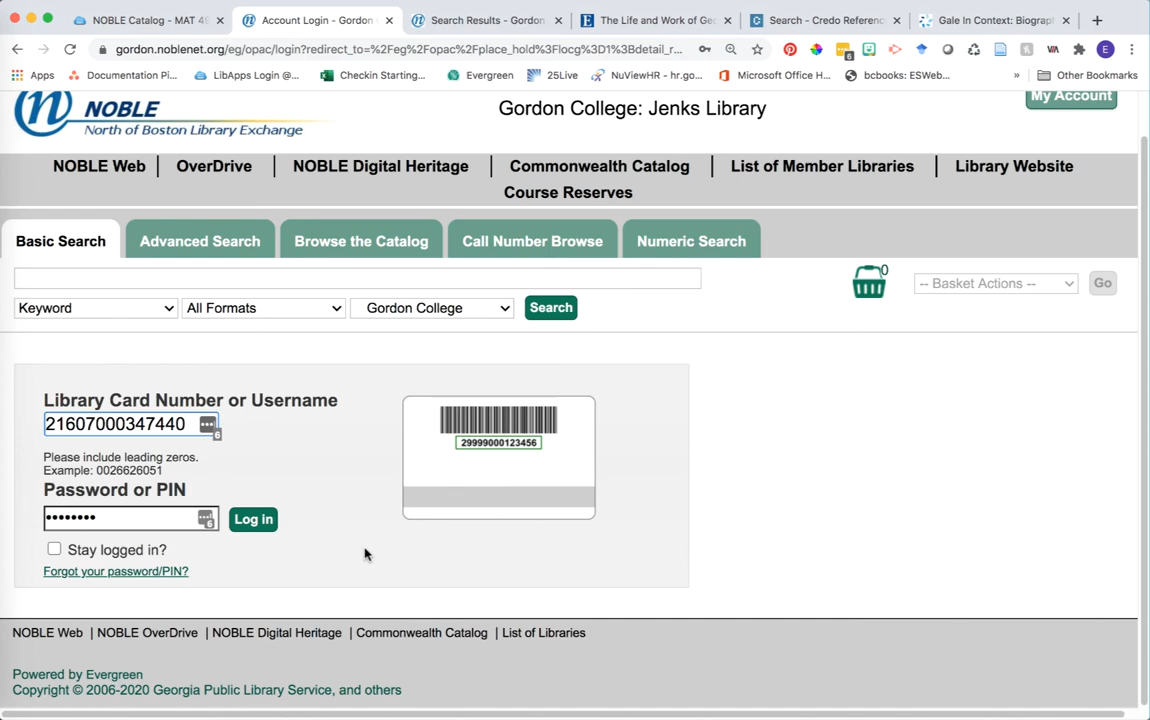 NOBLE Catalog - MAT 49
Account Login - Gordon
Search Results - Gordon
The Life and Work of Geo
Search - Credo Reference
Gale In Context: Biograph
gordon.noblenet.org/eg/opac/login?redirect_to=%2Feg%2Fopac%2Fplace_hold%3Flocg%3D1%3Bdetail_r...
6
E
Apps
Documentation Pi...
LibApps Login @...
Checkin Starting...
Evergreen
25Live
NuViewHR - hr.go...
Microsoft Office H...
bcbooks: ESWeb...
»
Other Bookmarks
n NOBLE
North of Boston Library Exchange
Gordon College: Jenks Library
My Account
NOBLE Web | OverDrive | NOBLE Digital Heritage | Commonwealth Catalog | List of Member Libraries | Library Website
Course Reserves
Basic Search
Advanced Search
Browse the Catalog
Call Number Browse
Numeric Search
0
-- Basket Actions --
Go
Keyword
All Formats
Gordon College
Search
Library Card Number or Username
21607000347440
6
Please include leading zeros.
Example: 0026626051
Password or PIN
••••••••
6
Log in
Stay logged in?
Forgot your password/PIN?
29999000123456
NOBLE Web | NOBLE OverDrive | NOBLE Digital Heritage | Commonwealth Catalog | List of Libraries
Powered by Evergreen
Copyright © 2006-2020 Georgia Public Library Service, and others